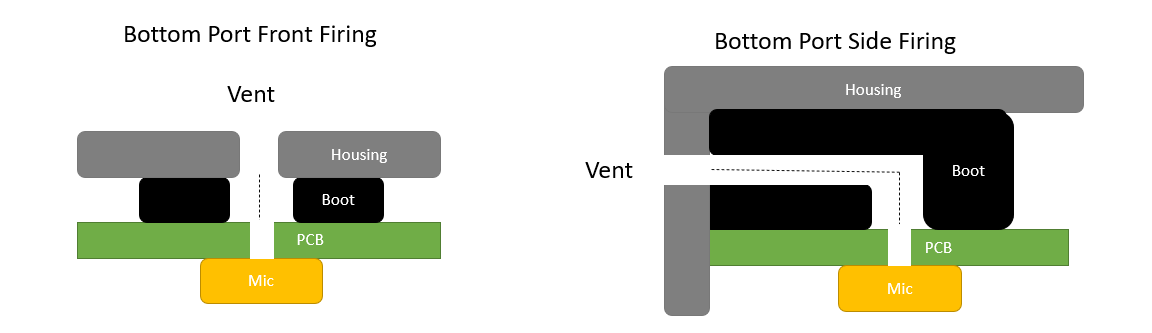 Bottom Port Front Firing
Vent
Housing
Boot
PCB
Mic
Bottom Port Side Firing
Housing
Vent
Boot
PCB
Mic